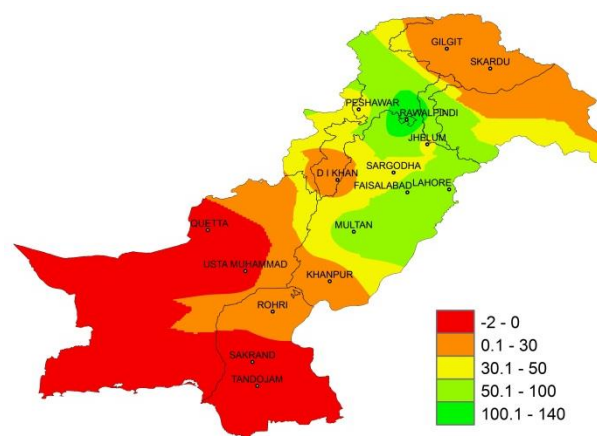 GILGIT
SKARDU
PESHAWAR
RAWALPINDI
JHELUM
SARGODHA
D I KHAN
FAISALABAD
LAHORE
MULTAN
QUETTA
USTA MUHAMMAD
KHANPUR
ROHRI
SAKRAND
TANDOJAM
-2 - 0
0.1 - 30
30.1 - 50
50.1 - 100
100.1 - 140